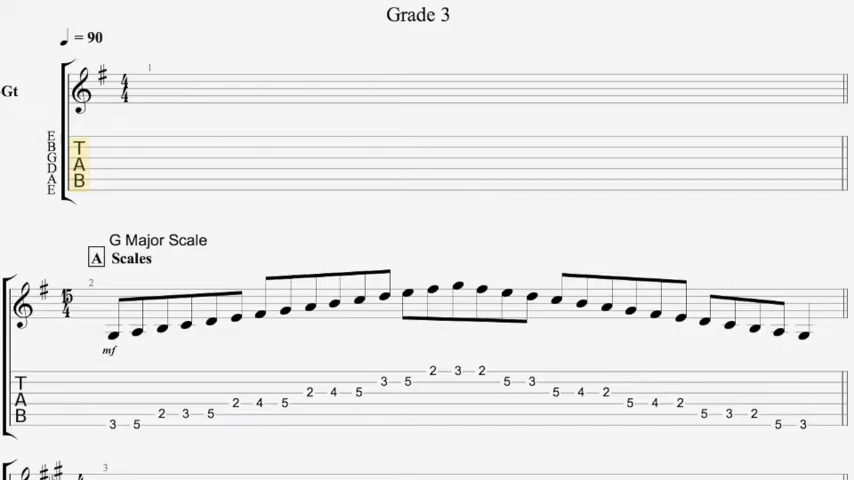 Grade 3
= 90
Gt
1
4
4
E
B
G
D
A
E
T
A
B
G Major Scale
A Scales
2
15
4
mf
T
A
B
2 3 2
3 5 5 3
2 4 5 5 4 2
2 4 5 5 4 2
2 3 5 5 3 2
3 5 5 3
3